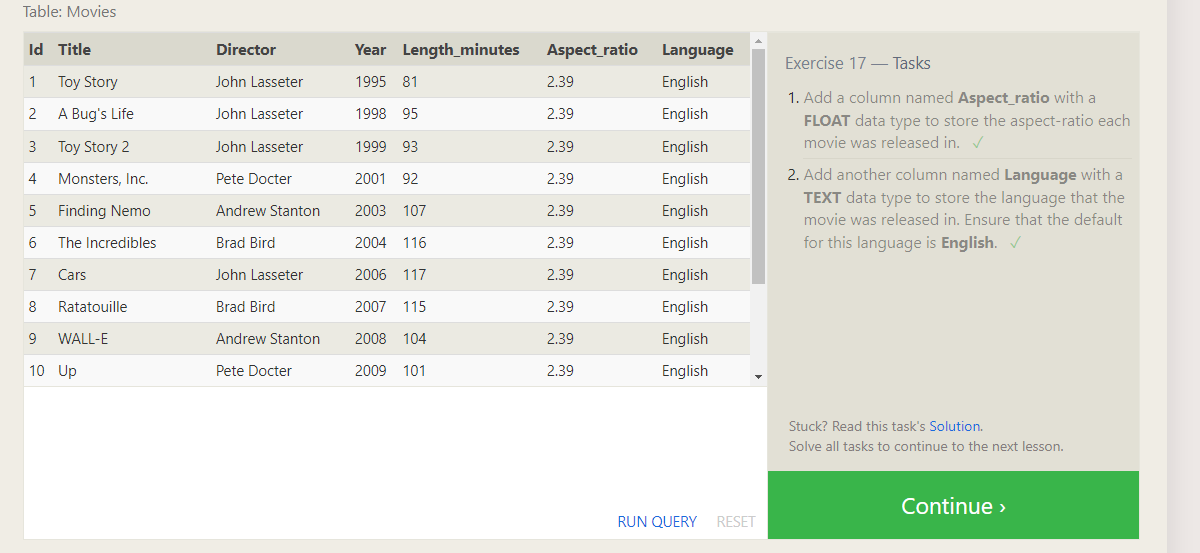 Table: Movies
Id Title Director Year Length_minutes Aspect_ratio Language
1 Toy Story John Lasseter 1995 81 2.39 English
2 A Bug's Life John Lasseter 1998 95 2.39 English
3 Toy Story 2 John Lasseter 1999 93 2.39 English
4 Monsters, Inc. Pete Docter 2001 92 2.39 English
5 Finding Nemo Andrew Stanton 2003 107 2.39 English
6 The Incredibles Brad Bird 2004 116 2.39 English
7 Cars John Lasseter 2006 117 2.39 English
8 Ratatouille Brad Bird 2007 115 2.39 English
9 WALL-E Andrew Stanton 2008 104 2.39 English
10 Up Pete Docter 2009 101 2.39 English
RUN QUERY RESET
Exercise 17 — Tasks
1. Add a column named Aspect_ratio with a
FLOAT data type to store the aspect-ratio each
movie was released in. ✓
2. Add another column named Language with a
TEXT data type to store the language that the
movie was released in. Ensure that the default
for this language is English. ✓
Stuck? Read this task's Solution.
Solve all tasks to continue to the next lesson.
Continue ›